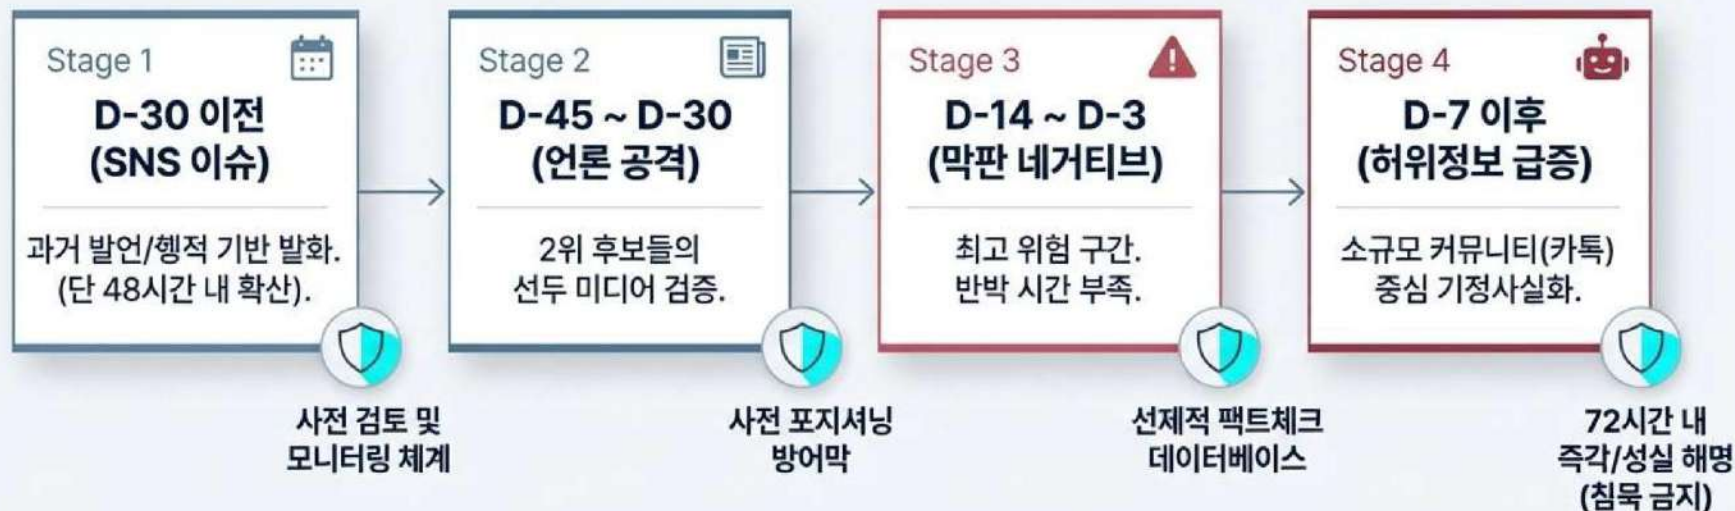 Stage 1
D-30 이전
(SNS 이슈)
과거 발언/헹적 기반 발화.
(단 48시간 내 확산).
사전 검토 및
모니터링 체계
Stage 2
D-45 ~ D-30
(언론 공격)
2위 후보들의
선두 미디어 검증.
사전 포지셔닝
방어막
Stage 3
D-14 ~ D-3
(막판 네거티브)
최고 위험 구간.
반박 시간 부족.
선제적 팩트체크
데이터베이스
Stage 4
D-7 이후
(허위정보 급증)
소규모 커뮤니티(카톡)
중심 기정사실화.
72시간 내
즉각/성실 해명
(침묵 금지)